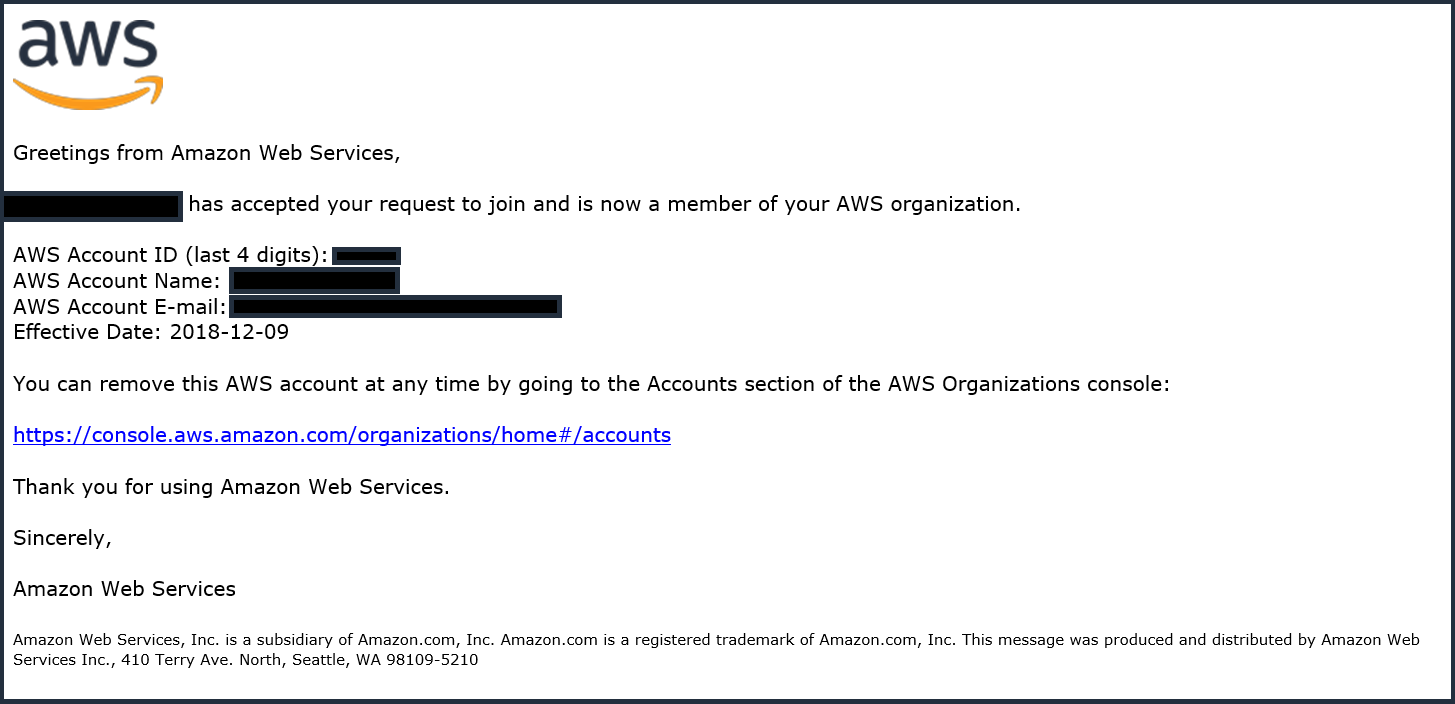 aws
Greetings from Amazon Web Services,
has accepted your request to join and is now a member of your AWS organization.
AWS Account ID (last 4 digits):
AWS Account Name:
AWS Account E-mail:
Effective Date: 2018-12-09
You can remove this AWS account at any time by going to the Accounts section of the AWS Organizations console:
https://console.aws.amazon.com/organizations/home#/accounts
Thank you for using Amazon Web Services.
Sincerely,
Amazon Web Services
Amazon Web Services, Inc. is a subsidiary of Amazon.com, Inc. Amazon.com is a registered trademark of Amazon.com, Inc. This message was produced and distributed by Amazon Web
Services Inc., 410 Terry Ave. North, Seattle, WA 98109-5210